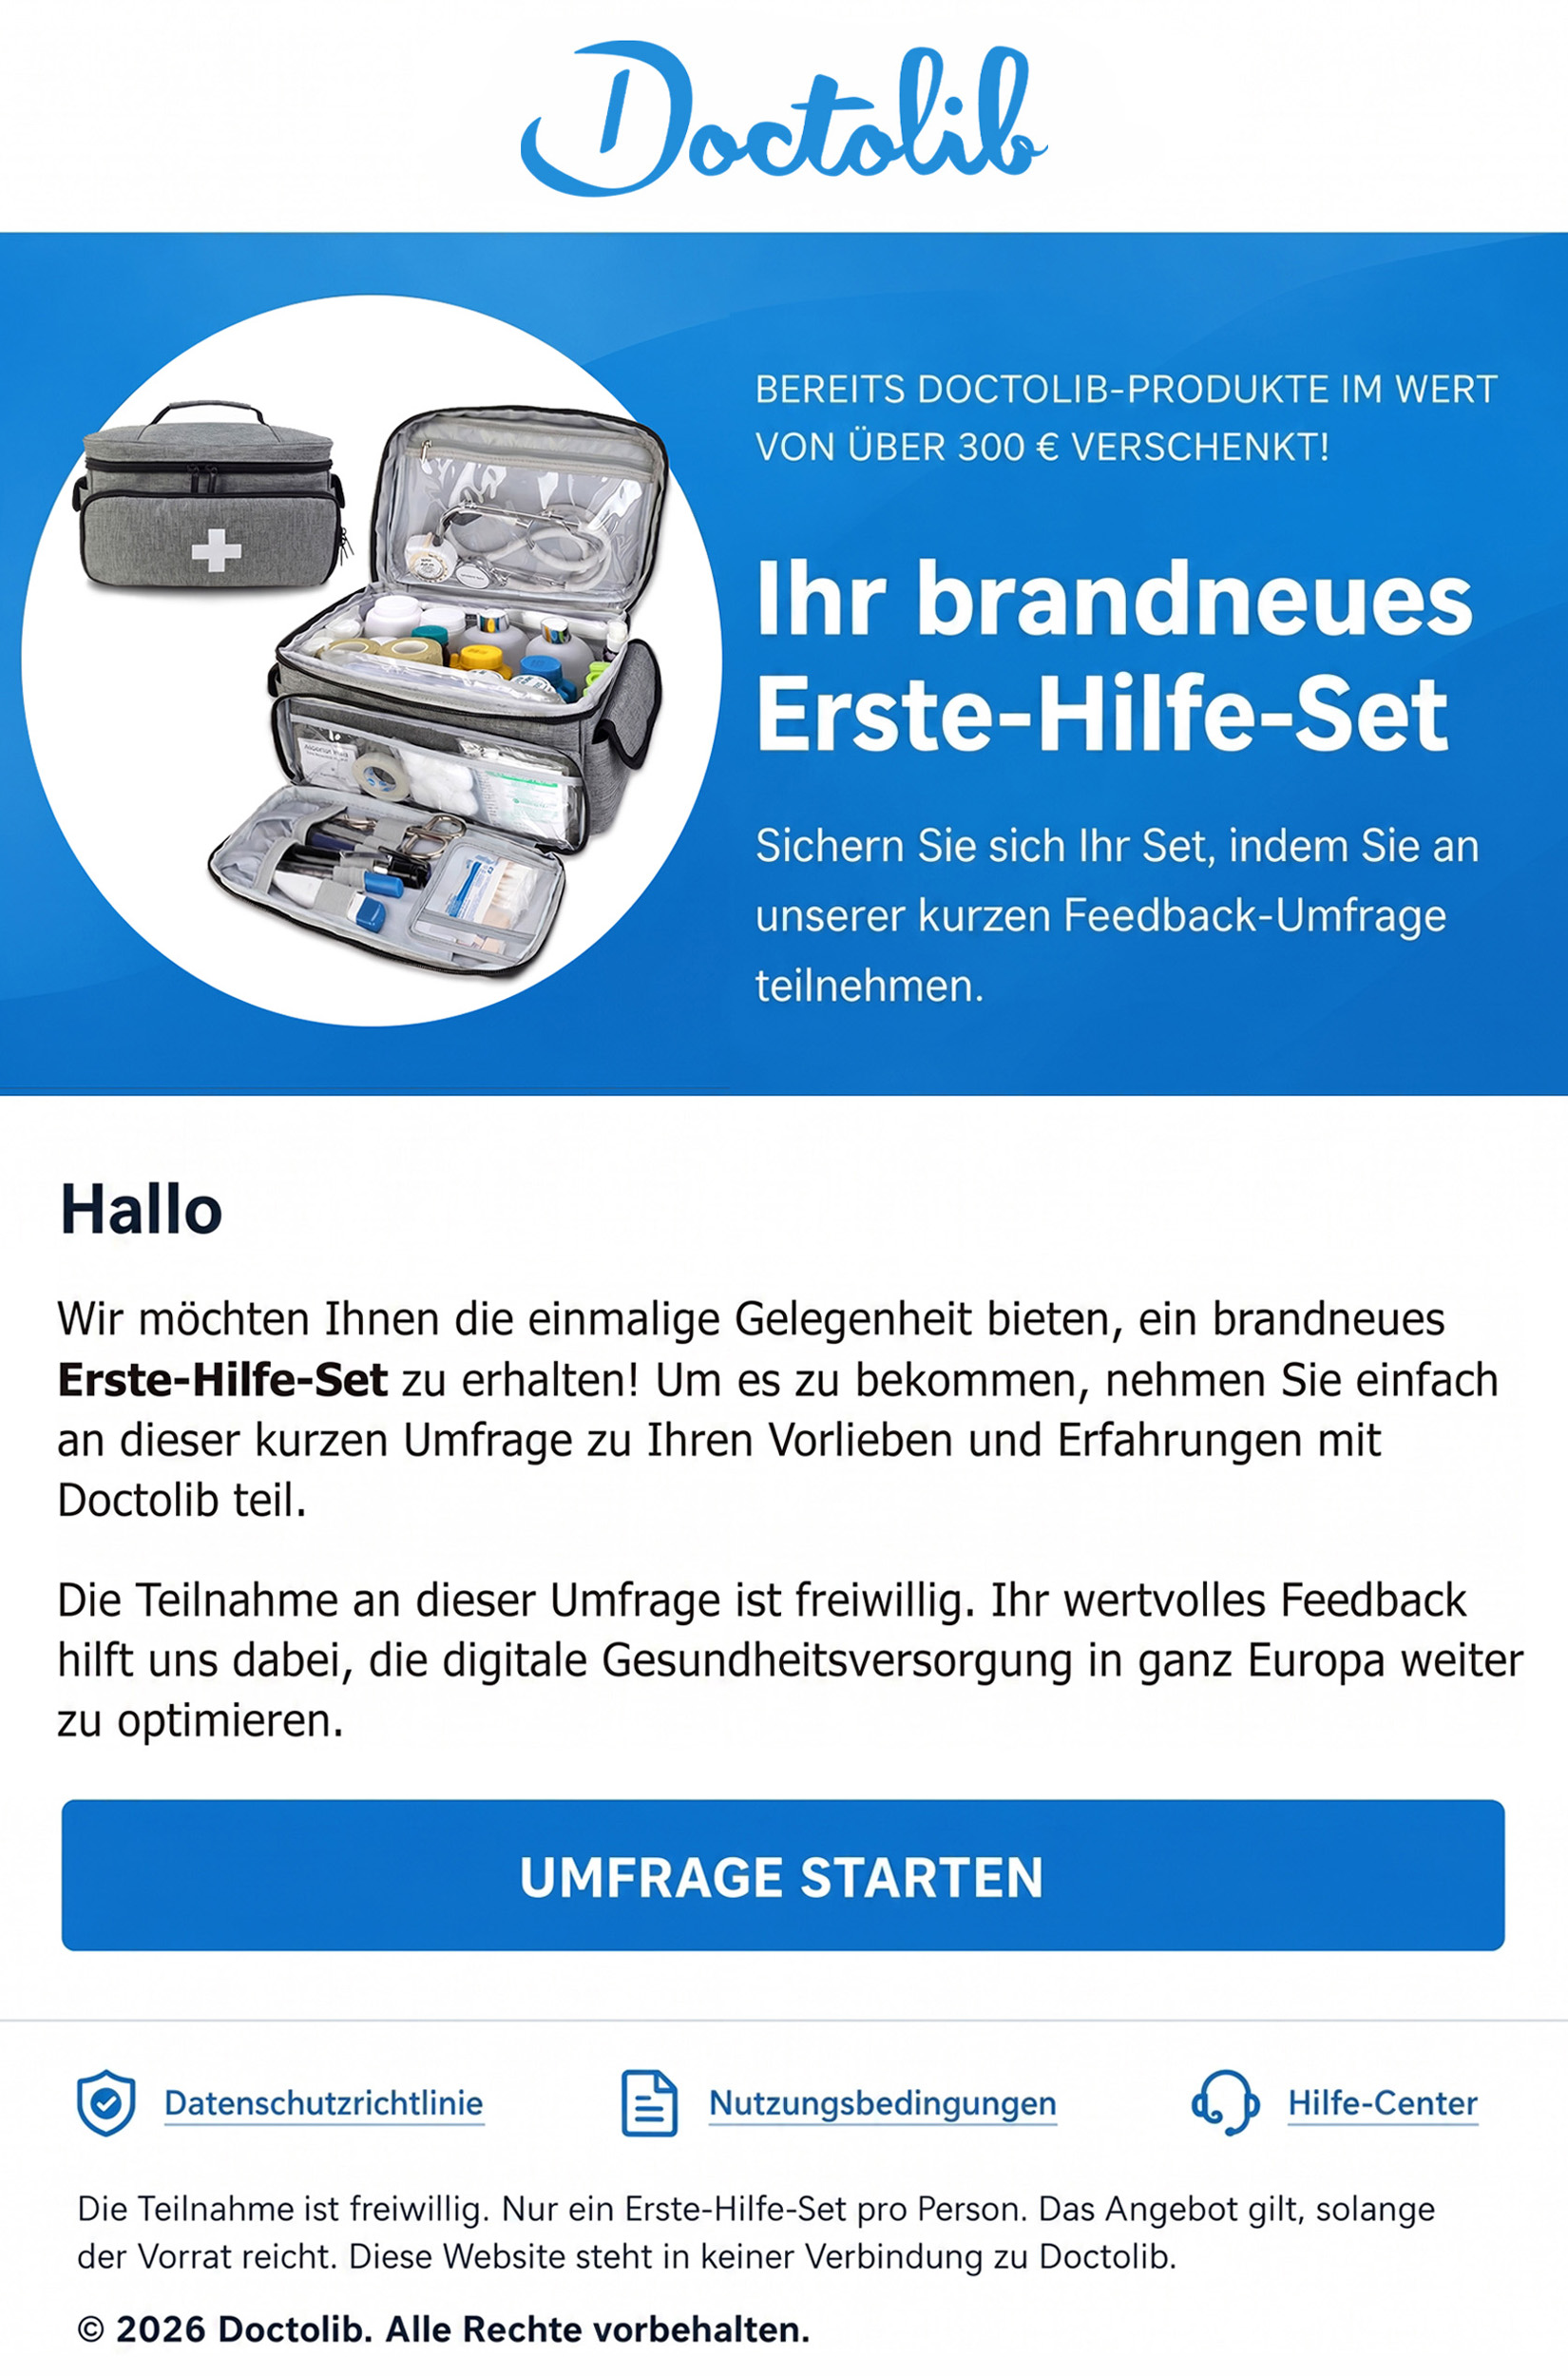 Doctolib
BEREITS DOCTOLIB-PRODUKTE IM WERT
VON ÜBER 300 € VERSCHENKT!
Ihr brandneues
Erste-Hilfe-Set
Sichern Sie sich Ihr Set, indem Sie an
unserer kurzen Feedback-Umfrage
teilnehmen.
Hallo
Wir möchten Ihnen die einmalige Gelegenheit bieten, ein brandneues
Erste-Hilfe-Set zu erhalten! Um es zu bekommen, nehmen Sie einfach
an dieser kurzen Umfrage zu Ihren Vorlieben und Erfahrungen mit
Doctolib teil.
Die Teilnahme an dieser Umfrage ist freiwillig. Ihr wertvolles Feedback
hilft uns dabei, die digitale Gesundheitsversorgung in ganz Europa weiter
zu optimieren.
UMFRAGE STARTEN
Datenschutzrichtlinie
Nutzungsbedingungen
Hilfe-Center
Die Teilnahme ist freiwillig. Nur ein Erste-Hilfe-Set pro Person. Das Angebot gilt, solange
der Vorrat reicht. Diese Website steht in keiner Verbindung zu Doctolib.
© 2026 Doctolib. Alle Rechte vorbehalten.